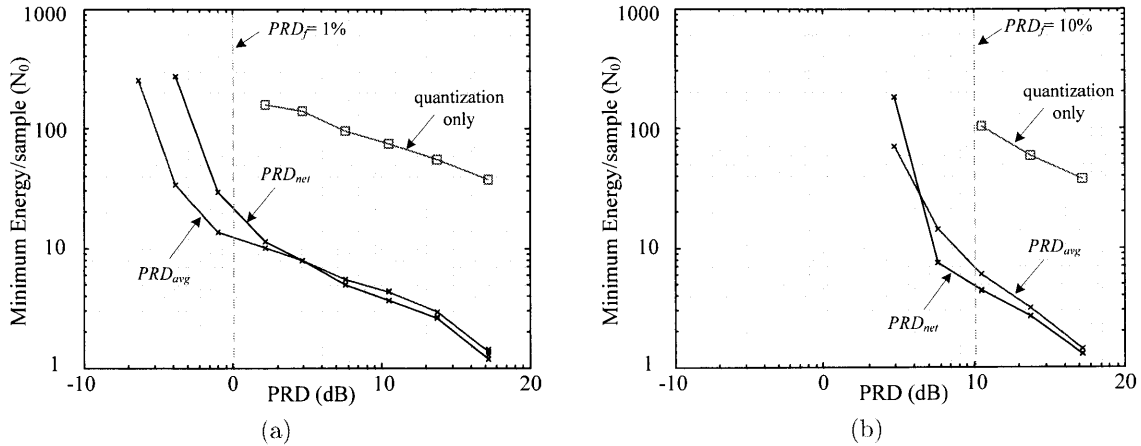 1000
100
10
1
Minimum Energy/sample (N₀)
PRD_f= 1%
quantization
only
PRD_net
PRD_avg
-10
0
10
20
PRD (dB)
(a)
1000
100
10
1
Minimum Energy/sample (N₀)
PRD_f= 10%
quantization
only
PRD_avg
PRD_net
-10
0
10
20
PRD (dB)
(b)